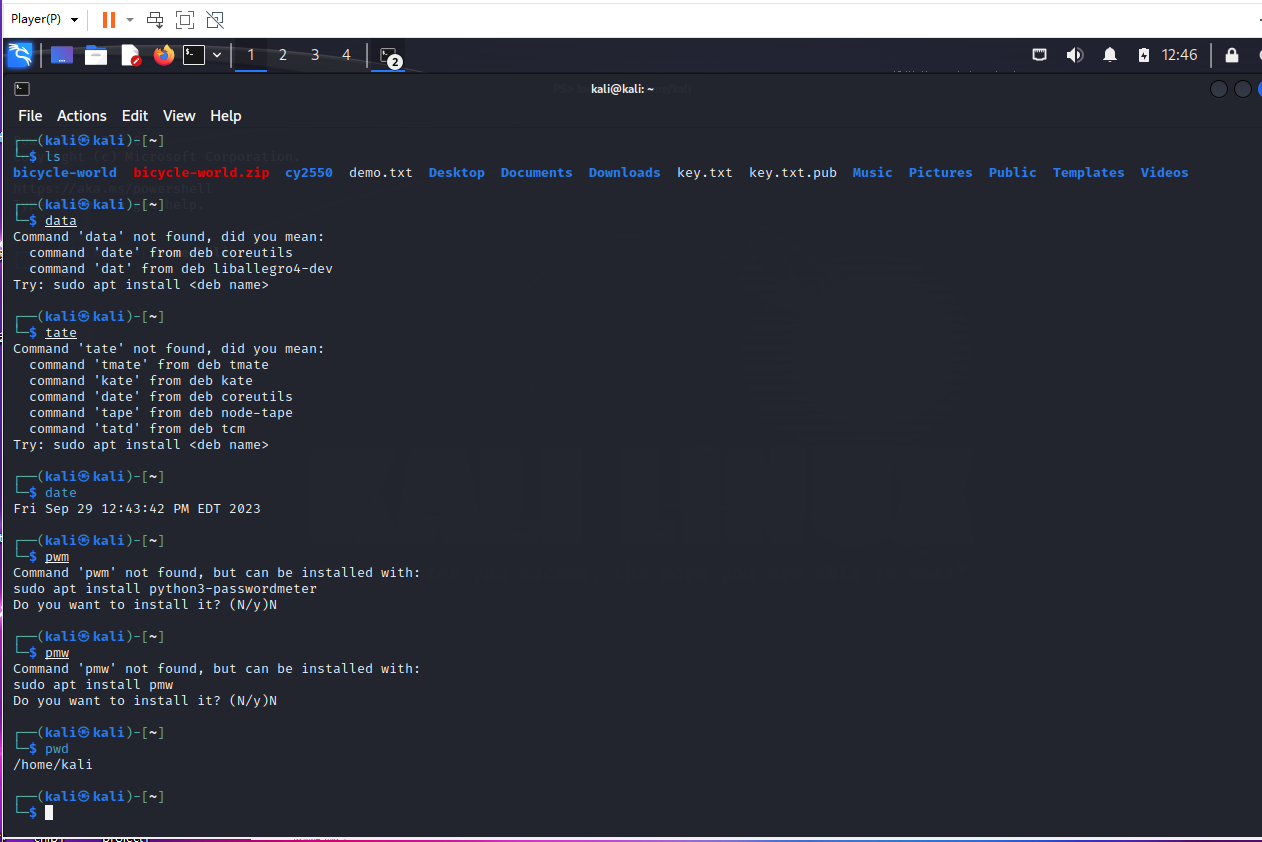 Player(P)
1 2 3 4 2 12:46
kali@kali: ~
File Actions Edit View Help
┌──(kali㉿kali)-[~]
└─$ ls
bicycle-world bicycle-world.zip cy2550 demo.txt Desktop Documents Downloads key.txt key.txt.pub Music Pictures Public Templates Videos
┌──(kali㉿kali)-[~]
└─$ data
Command 'data' not found, did you mean:
command 'date' from deb coreutils
command 'dat' from deb liballegro4-dev
Try: sudo apt install <deb name>
┌──(kali㉿kali)-[~]
└─$ tate
Command 'tate' not found, did you mean:
command 'tmate' from deb tmate
command 'kate' from deb kate
command 'date' from deb coreutils
command 'tape' from deb node-tape
command 'tatd' from deb tcm
Try: sudo apt install <deb name>
┌──(kali㉿kali)-[~]
└─$ date
Fri Sep 29 12:43:42 PM EDT 2023
┌──(kali㉿kali)-[~]
└─$ pwm
Command 'pwm' not found, but can be installed with:
sudo apt install python3-passwordmeter
Do you want to install it? (N/y)N
┌──(kali㉿kali)-[~]
└─$ pmw
Command 'pmw' not found, but can be installed with:
sudo apt install pmw
Do you want to install it? (N/y)N
┌──(kali㉿kali)-[~]
└─$ pwd
/home/kali
┌──(kali㉿kali)-[~]
└─$